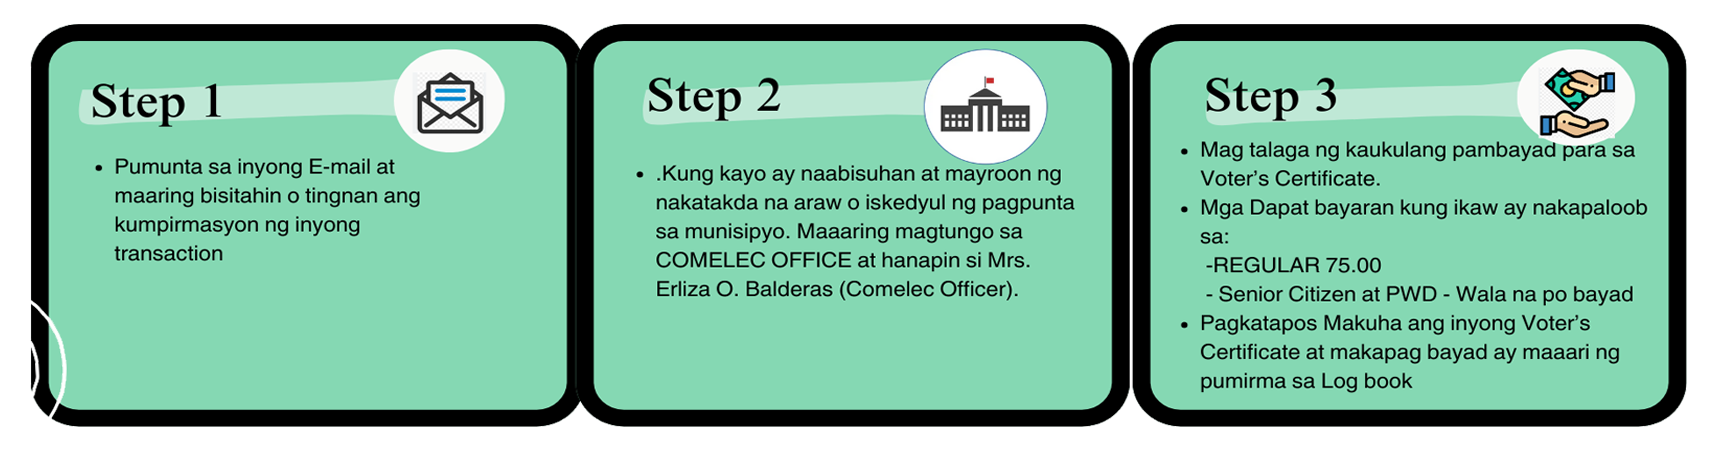 Step 1
• Pumunta sa inyong E-mail at
maaring bisitahin o tingnan ang
kumpirmasyon ng inyong
transaction
Step 2
• .Kung kayo ay naabisuhan at mayroon ng
nakatakda na araw o iskedyul ng pagpunta
sa munisipyo. Maaaring magtungo sa
COMELEC OFFICE at hanapin si Mrs.
Erliza O. Balderas (Comelec Officer).
Step 3
• Mag talaga ng kaukulang pambayad para sa
Voter’s Certificate.
• Mga Dapat bayaran kung ikaw ay nakapaloob
sa:
-REGULAR 75.00
- Senior Citizen at PWD - Wala na po bayad
• Pagkatapos Makuha ang inyong Voter’s
Certificate at makapag bayad ay maaari ng
pumirma sa Log book